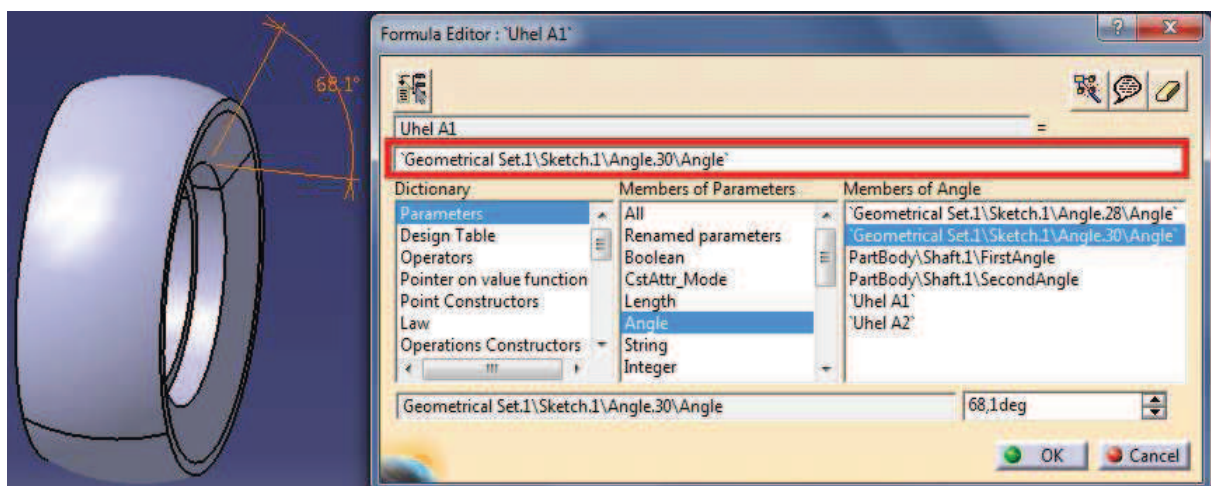 68,1°
Formula Editor : `Uhel A1`
Uhel A1
=
`Geometrical Set.1\Sketch.1\Angle.30\Angle`
Dictionary
Parameters
Design Table
Operators
Pointer on value function
Point Constructors
Law
Operations Constructors
Members of Parameters
All
Renamed parameters
Boolean
CstAttr_Mode
Length
Angle
String
Integer
Members of Angle
`Geometrical Set.1\Sketch.1\Angle.28\Angle`
`Geometrical Set.1\Sketch.1\Angle.30\Angle`
PartBody\Shaft.1\FirstAngle
PartBody\Shaft.1\SecondAngle
`Uhel A1`
`Uhel A2`
Geometrical Set.1\Sketch.1\Angle.30\Angle
68,1deg
OK
Cancel